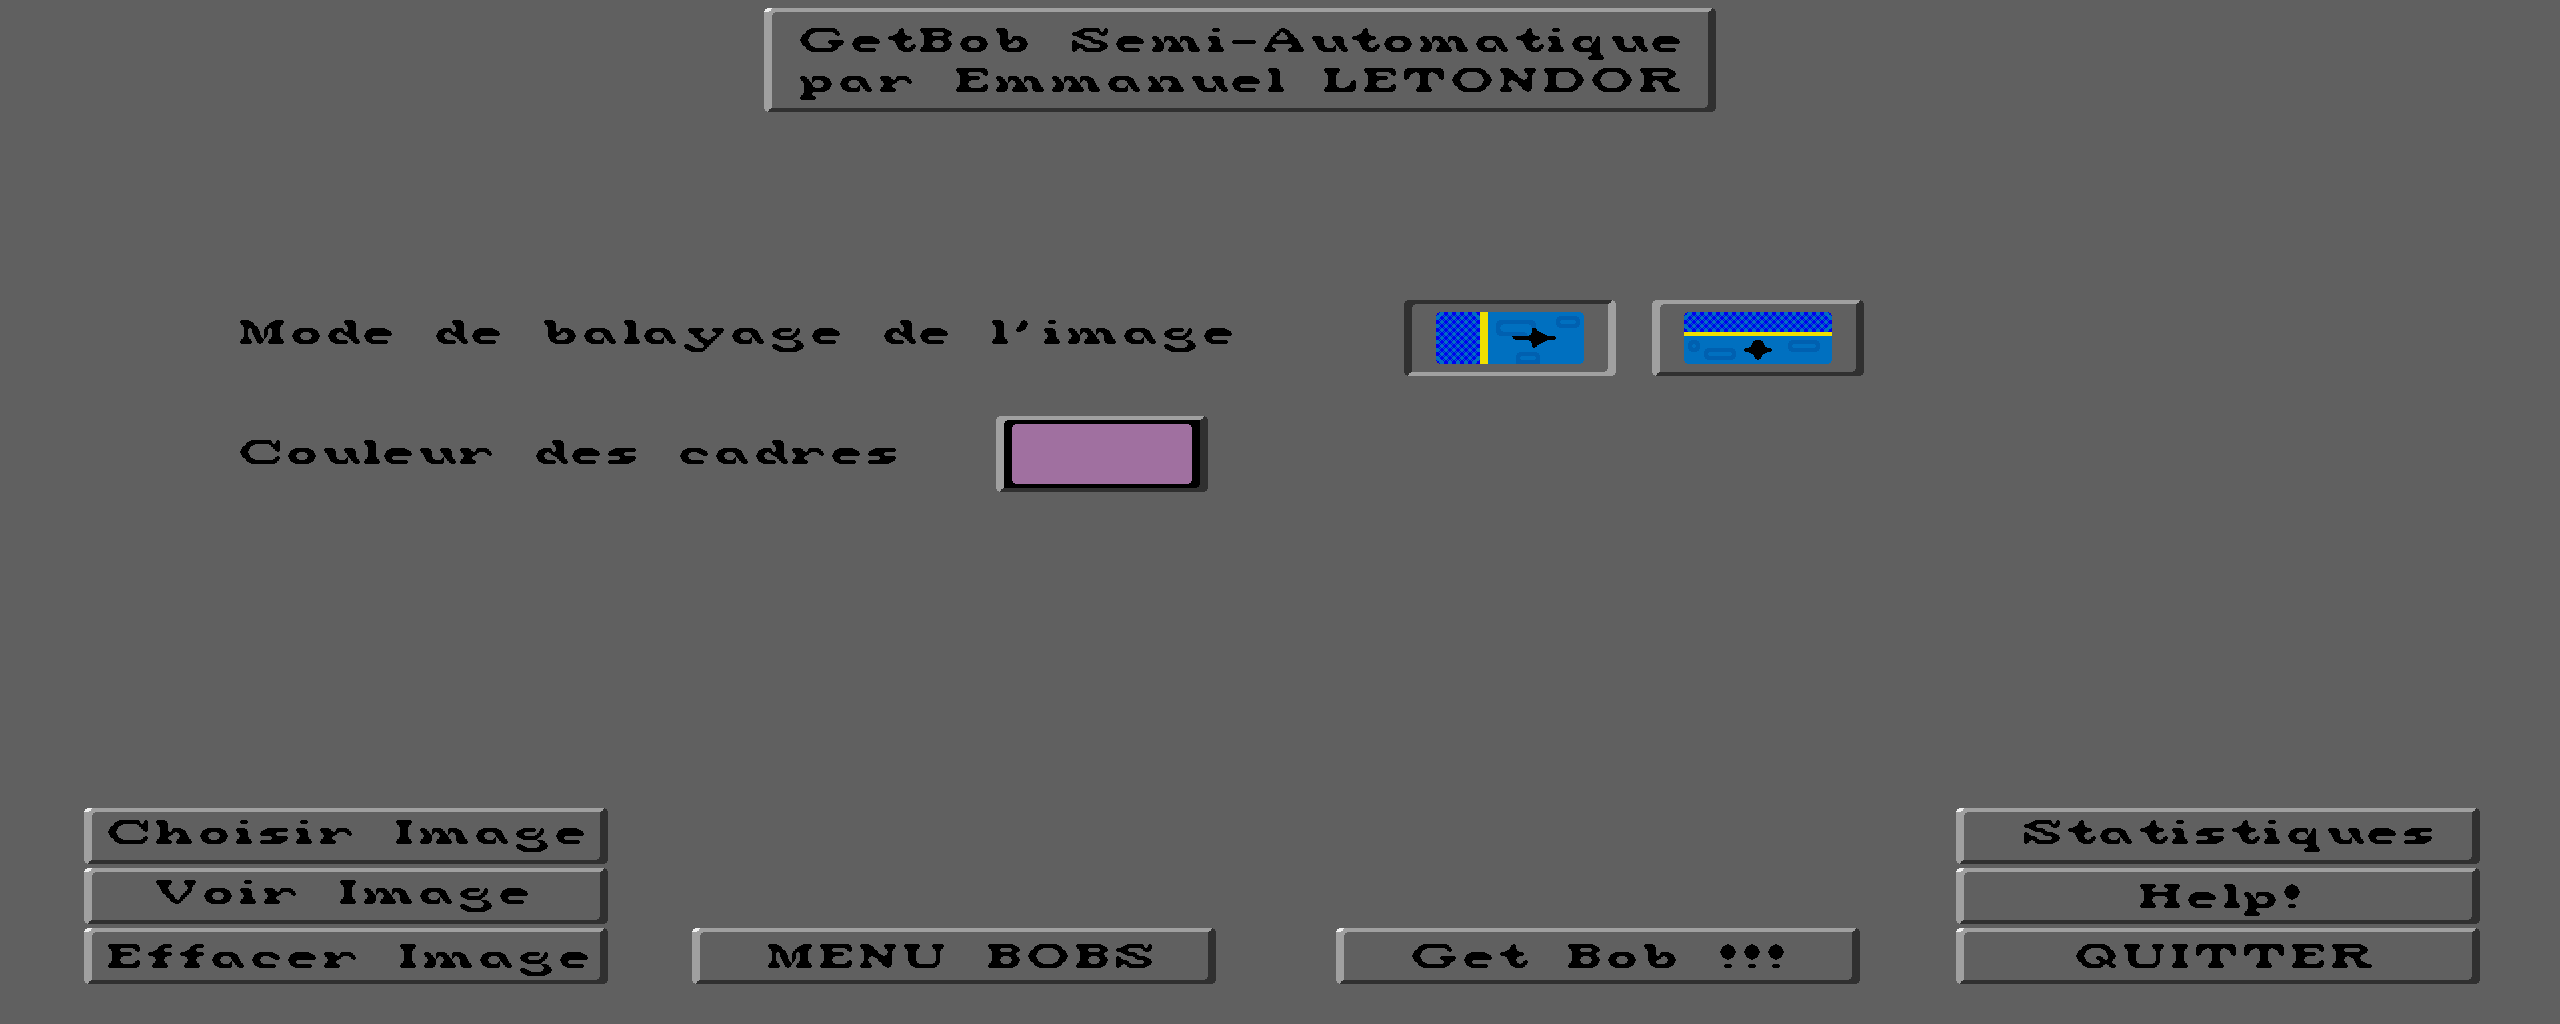 GetBob Semi-Automatique
par Emmanuel LETONDOR
Mode de balayage de l'image
Couleur des cadres
Choisir Image
Voir Image
Effacer Image
MENU BOBS
Get Bob !!!
Statistiques
Help!
QUITTER